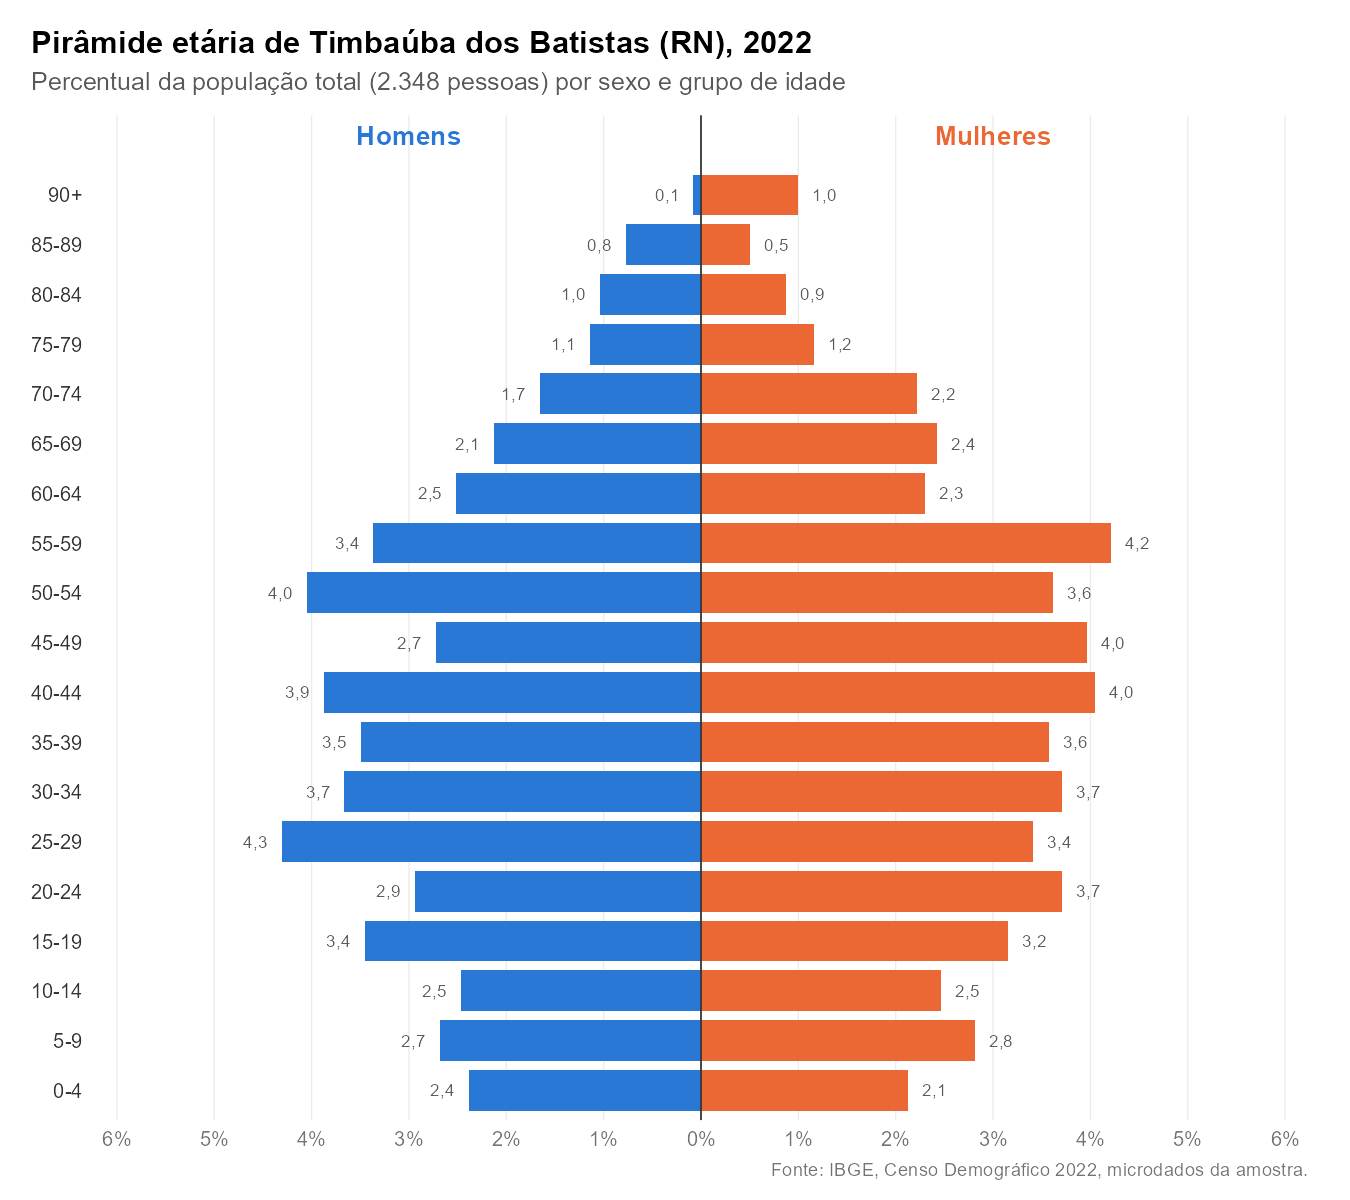 Pirâmide etária de Timbaúba dos Batistas (RN), 2022
Percentual da população total (2.348 pessoas) por sexo e grupo de idade
Homens Mulheres
90+ 0,1 1,0
85-89 0,8 0,5
80-84 1,0 0,9
75-79 1,1 1,2
70-74 1,7 2,2
65-69 2,1 2,4
60-64 2,5 2,3
55-59 3,4 4,2
50-54 4,0 3,6
45-49 2,7 4,0
40-44 3,9 4,0
35-39 3,5 3,6
30-34 3,7 3,7
25-29 4,3 3,4
20-24 2,9 3,7
15-19 3,4 3,2
10-14 2,5 2,5
5-9 2,7 2,8
0-4 2,4 2,1
6% 5% 4% 3% 2% 1% 0% 1% 2% 3% 4% 5% 6%
Fonte: IBGE, Censo Demográfico 2022, microdados da amostra.